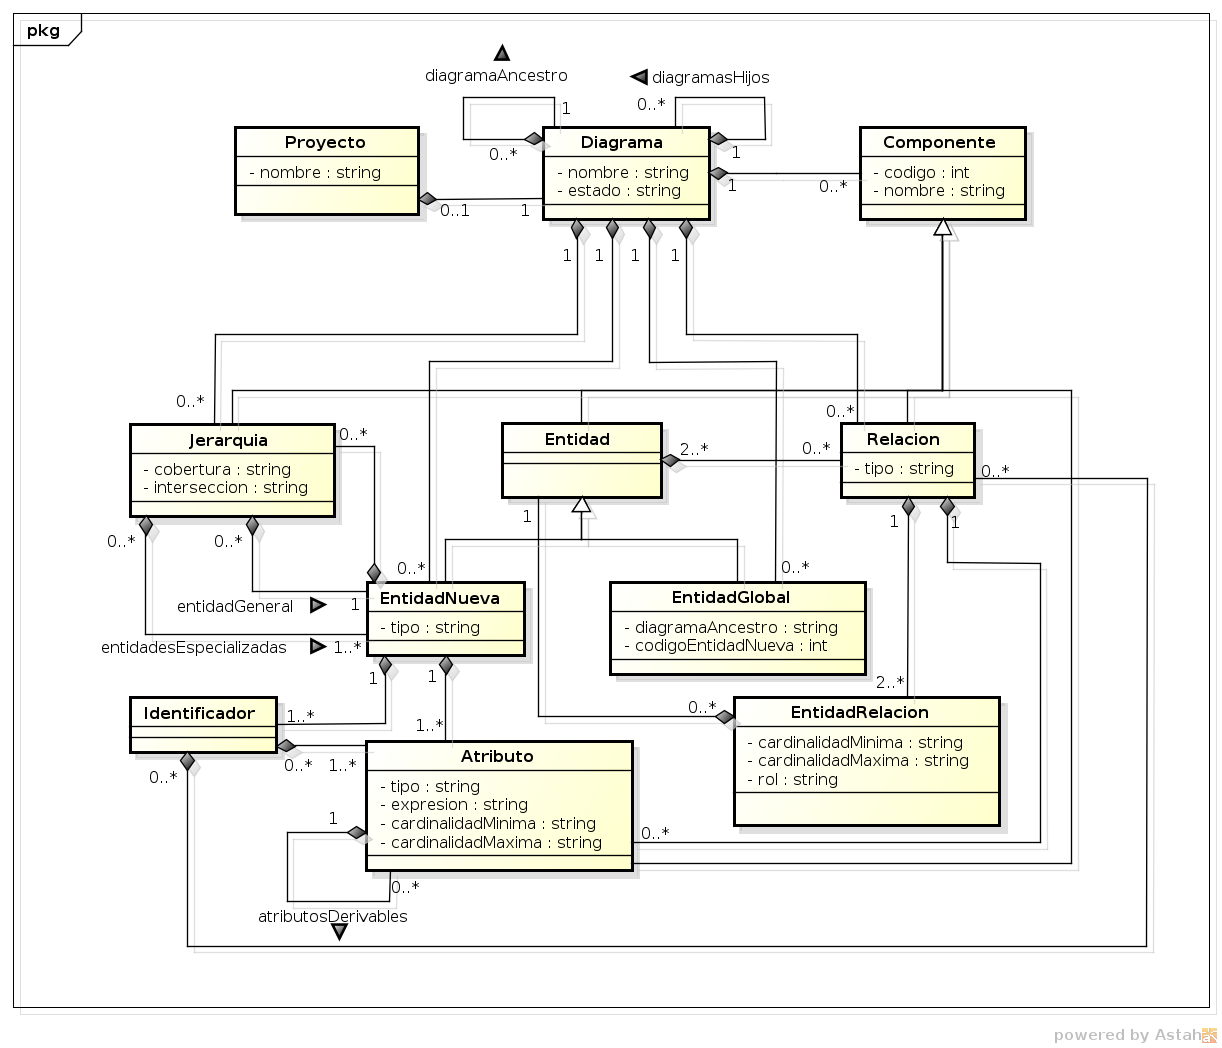 pkg
diagramaAncestro
diagramasHijos
1
0..*
0..*
1
Proyecto
- nombre : string
Diagrama
- nombre : string
- estado : string
Componente
- codigo : int
- nombre : string
0..1
1
1
0..*
1
1
1
1
0..*
0..*
Jerarquia
- cobertura : string
- interseccion : string
0..*
Entidad
2..*
0..*
Relacion
- tipo : string
0..*
0..*
0..*
1
1
1
0..*
0..*
entidadGeneral
1
entidadesEspecializadas
1..*
EntidadNueva
- tipo : string
EntidadGlobal
- diagramaAncestro : string
- codigoEntidadNueva : int
1
1
2..*
0..*
1..*
1..*
Identificador
0..*
0..*
1..*
EntidadRelacion
- cardinalidadMinima : string
- cardinalidadMaxima : string
- rol : string
Atributo
- tipo : string
- expresion : string
- cardinalidadMinima : string
- cardinalidadMaxima : string
1
0..*
0..*
atributosDerivables
powered by Astah